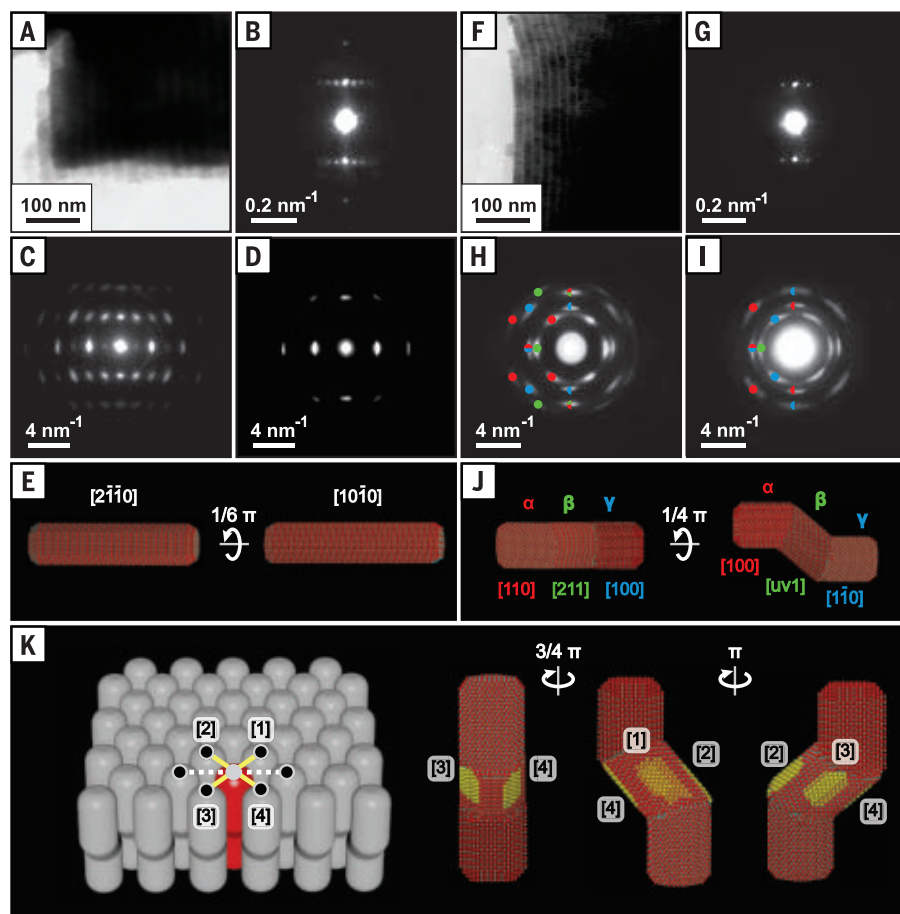 A
B
F
G
100 nm
0.2 nm⁻¹
100 nm
0.2 nm⁻¹
C
D
H
I
4 nm⁻¹
4 nm⁻¹
4 nm⁻¹
4 nm⁻¹
E
[21̄1̄0]
1/6 π
[101̄0]
J
α β γ
[110] [211] [100]
1/4 π
α
β
γ
[100]
[uv1]
[11̄0]
K
[2] [1]
[3] [4]
3/4 π
π
[3] [4]
[1]
[2]
[4]
[2]
[3]
[4]